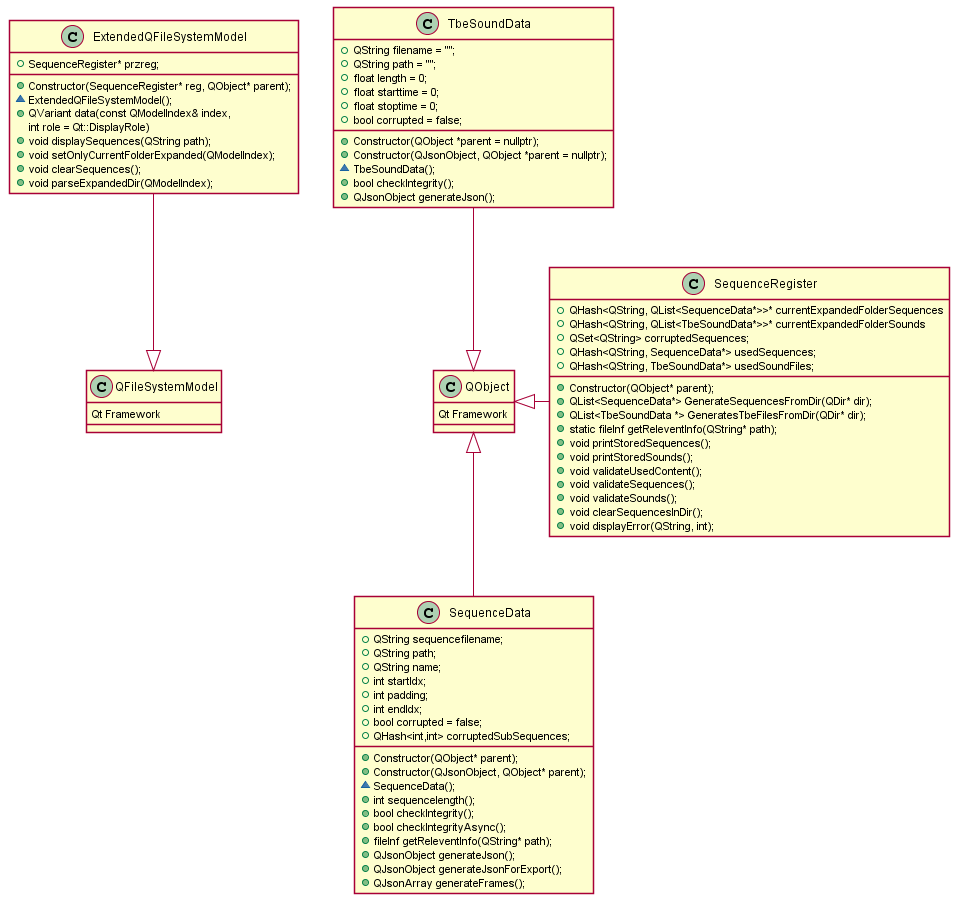 C ExtendedQFileSystemModel
SequenceRegister* przreg;
Constructor(SequenceRegister* reg, QObject* parent);
ExtendedQFileSystemModel();
QVariant data(const QModelIndex& index,
int role = Qt::DisplayRole)
void displaySequences(QString path);
void setOnlyCurrentFolderExpanded(QModelIndex);
void clearSequences();
void parseExpandedDir(QModelIndex);
C TbeSoundData
QString filename = "";
QString path = "";
float length = 0;
float starttime = 0;
float stoptime = 0;
bool corrupted = false;
Constructor(QObject *parent = nullptr);
Constructor(QJsonObject, QObject *parent = nullptr);
TbeSoundData();
bool checkIntegrity();
QJsonObject generateJson();
C SequenceRegister
QHash<QString, QList<SequenceData*>>* currentExpandedFolderSequences
QHash<QString, QList<TbeSoundData*>>* currentExpandedFolderSounds
QSet<QString> corruptedSequences;
QHash<QString, SequenceData*> usedSequences;
QHash<QString, TbeSoundData*> usedSoundFiles;
Constructor(QObject* parent);
QList<SequenceData*> GenerateSequencesFromDir(QDir* dir);
QList<TbeSoundData *> GeneratesTbeFilesFromDir(QDir* dir);
static fileInf getReleventInfo(QString* path);
void printStoredSequences();
void printStoredSounds();
void validateUsedContent();
void validateSequences();
void validateSounds();
void clearSequencesInDir();
void displayError(QString, int);
C QFileSystemModel
Qt Framework
C QObject
Qt Framework
C SequenceData
QString sequencefilename;
QString path;
QString name;
int startIdx;
int padding;
int endIdx;
bool corrupted = false;
QHash<int,int> corruptedSubSequences;
Constructor(QObject* parent);
Constructor(QJsonObject, QObject* parent);
SequenceData();
int sequencelength();
bool checkIntegrity();
bool checkIntegrityAsync();
fileInf getReleventInfo(QString* path);
QJsonObject generateJson();
QJsonObject generateJsonForExport();
QJsonArray generateFrames();